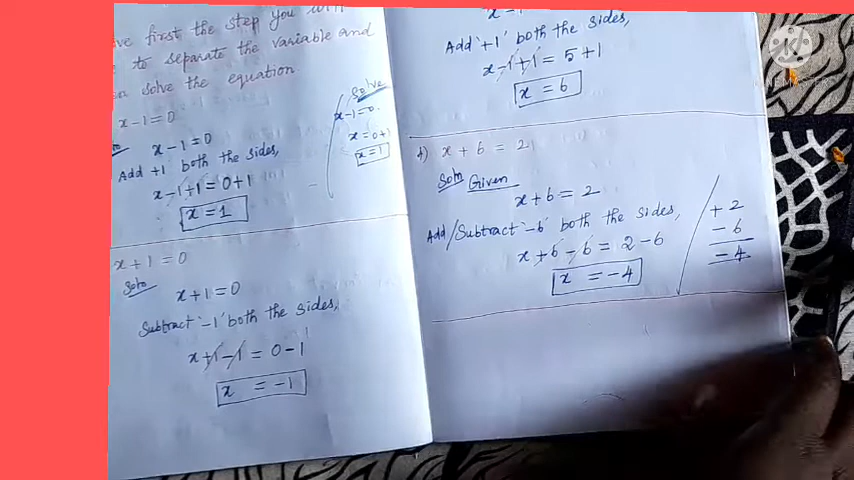 ve first the step you will
to separate the variable and
solve the equation
x-1=0
x-1=0
Add +1 both the sides,
x-1+1=0+1
x=1
Solve
x-1=0.
x=0+1
x=1
x+1=0
Soln
x+1=0
Subtract '-1' both the sides,
x+1-1 = 0-1
x = -1
Add '+1' both the sides,
x-1+1 = 5+1
x = 6
d) x+6 = 2
Soln Given
x+6=2
Add/Subtract '-6' both the sides,
x+6-6 = 2-6
x = -4
+2
-6
-4